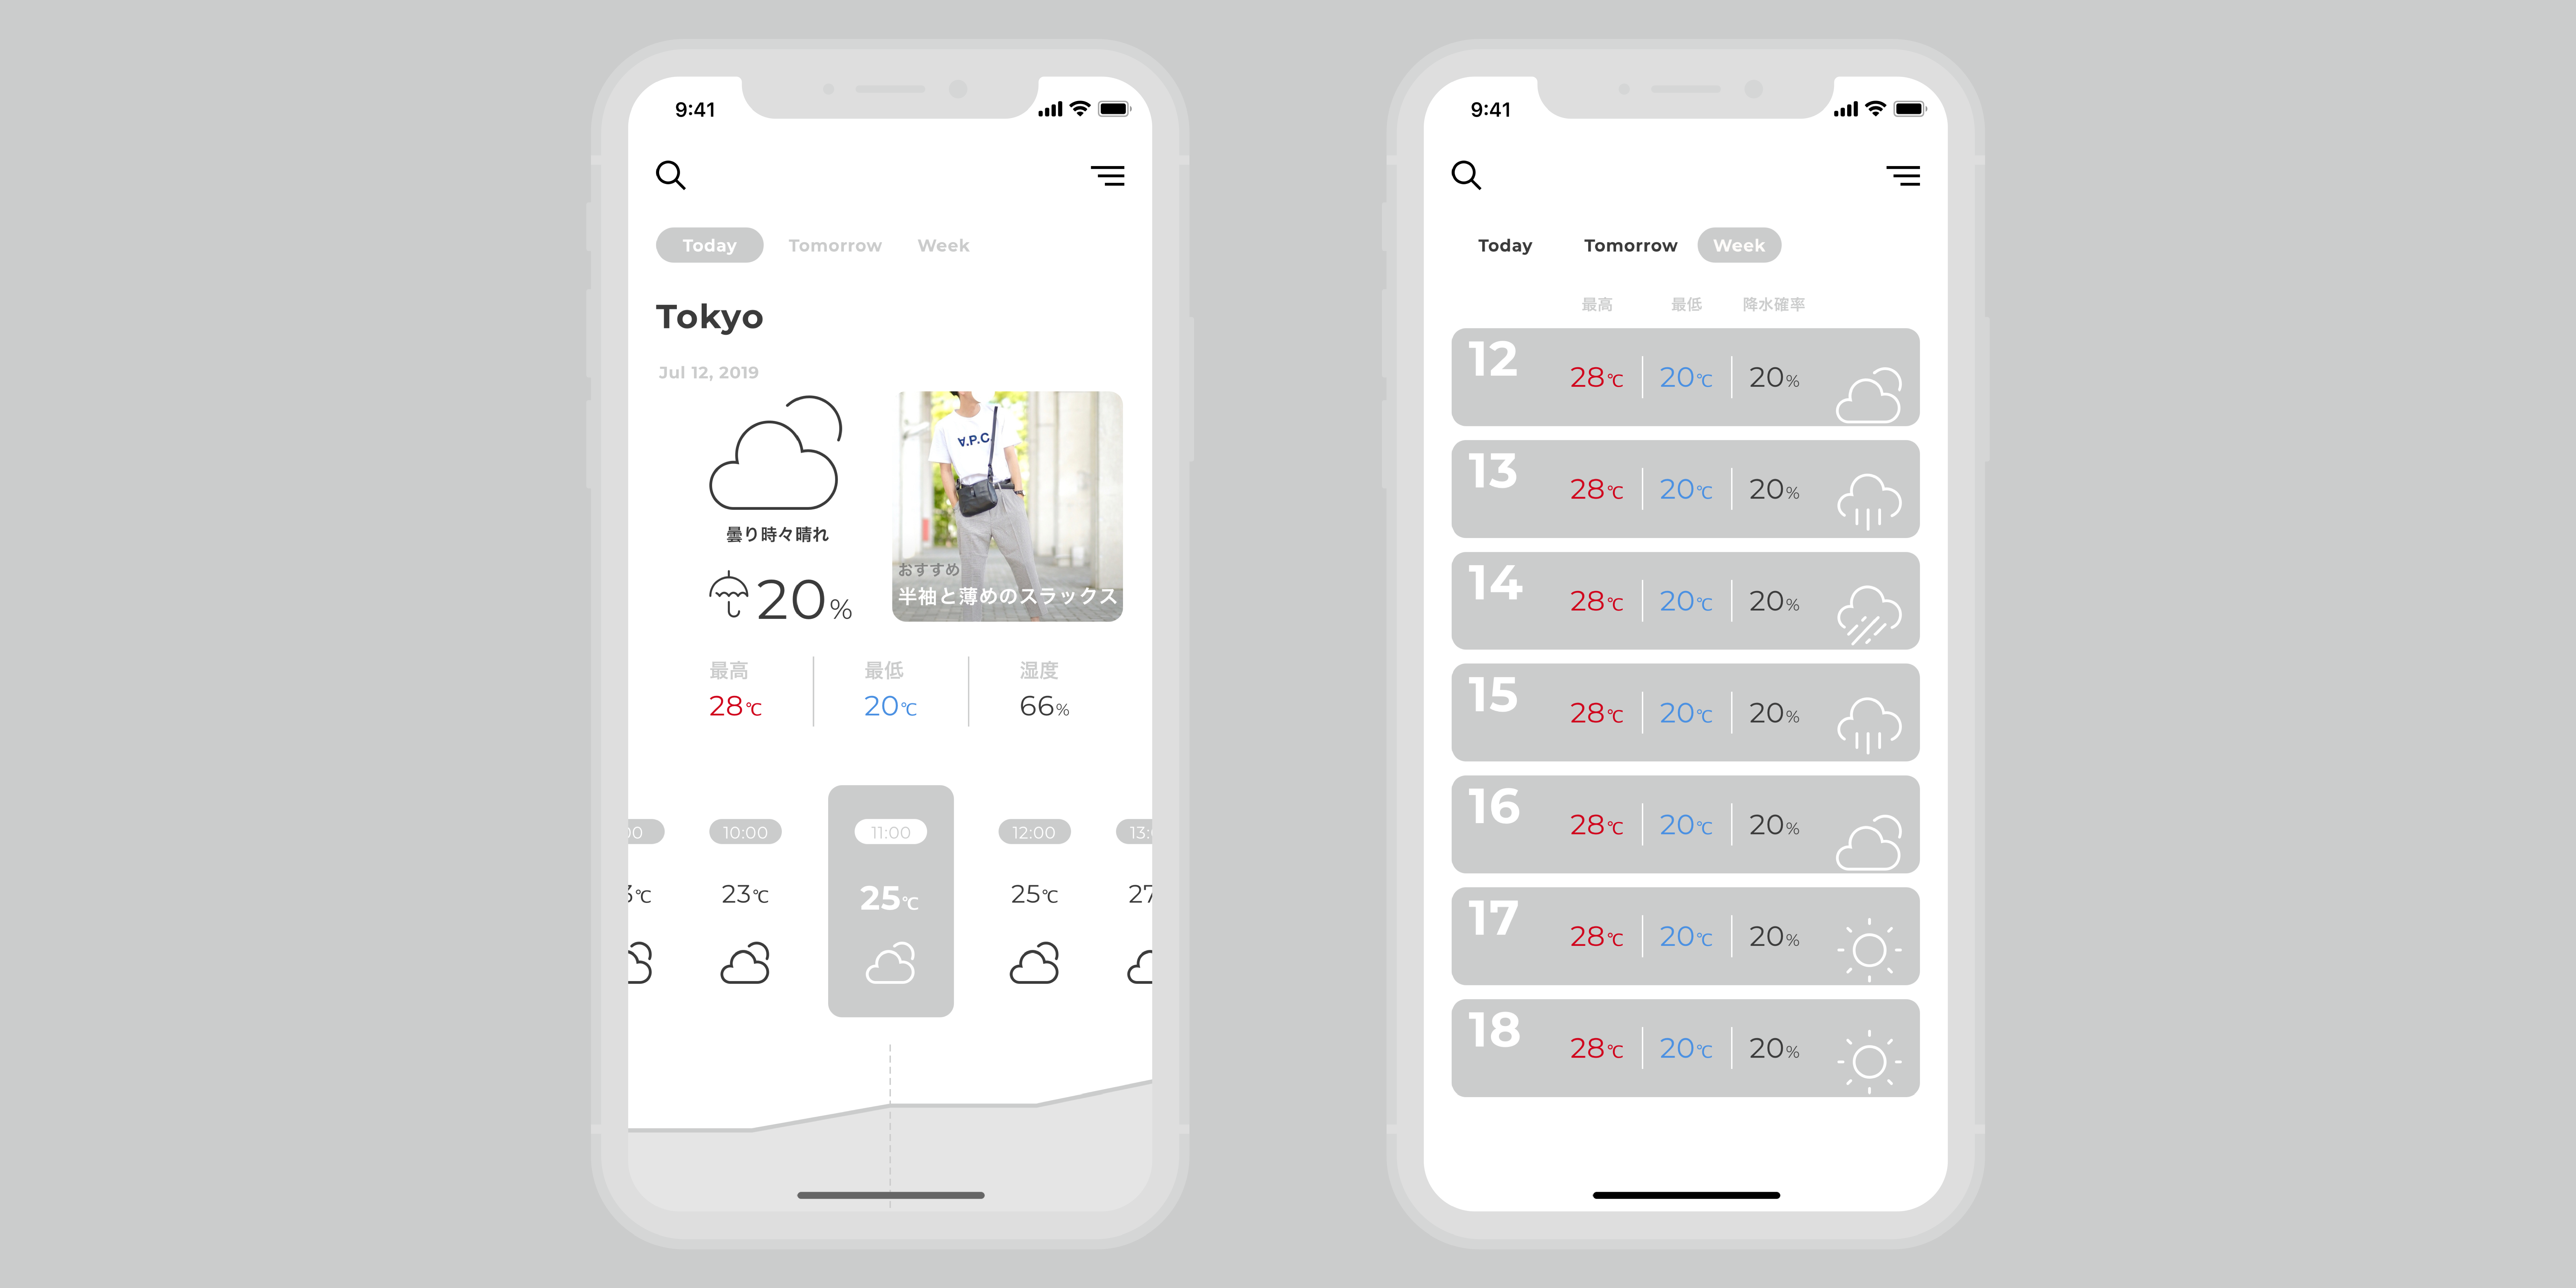 9:41
Today Tomorrow Week
Tokyo
Jul 12, 2019
∀.P.C.
曇り時々晴れ
20%
おすすめ
半袖と薄めのスラックス
最高 最低 湿度
28℃ 20℃ 66%
10:00 11:00 12:00
23℃ 25℃ 25℃ 27
9:41
Today Tomorrow Week
最高 最低 降水確率
12 28℃ 20℃ 20%
13 28℃ 20℃ 20%
14 28℃ 20℃ 20%
15 28℃ 20℃ 20%
16 28℃ 20℃ 20%
17 28℃ 20℃ 20%
18 28℃ 20℃ 20%